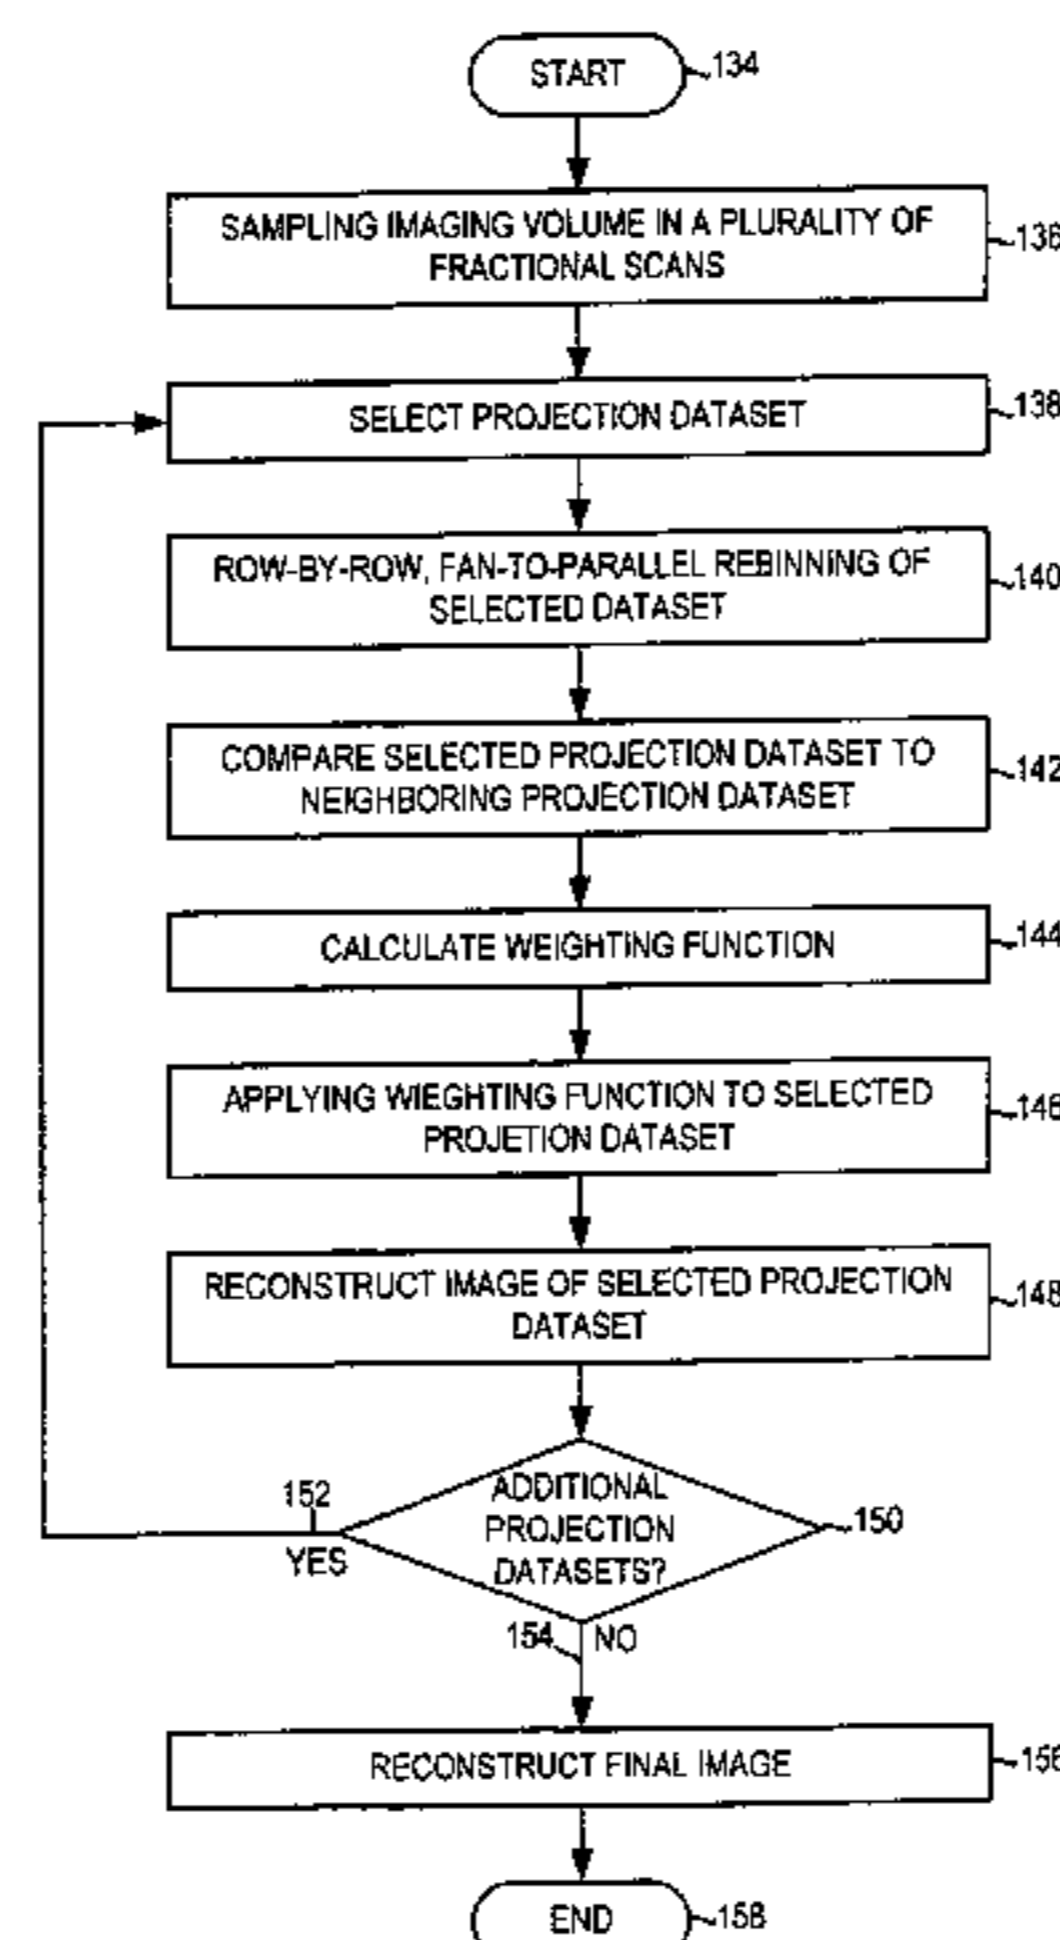 START
134
SAMPLING IMAGING VOLUME IN A PLURALITY OF
FRACTIONAL SCANS
136
SELECT PROJECTION DATASET
138
ROW-BY-ROW, FAN-TO-PARALLEL REBINNING OF
SELECTED DATASET
140
COMPARE SELECTED PROJECTION DATASET TO
NEIGHBORING PROJECTION DATASET
142
CALCULATE WEIGHTING FUNCTION
144
APPLYING WIEGHTING FUNCTION TO SELECTED
PROJETION DATASET
146
RECONSTRUCT IMAGE OF SELECTED PROJECTION
DATASET
148
ADDITIONAL
PROJECTION
DATASETS?
150
152
YES
154
NO
RECONSTRUCT FINAL IMAGE
156
END
158